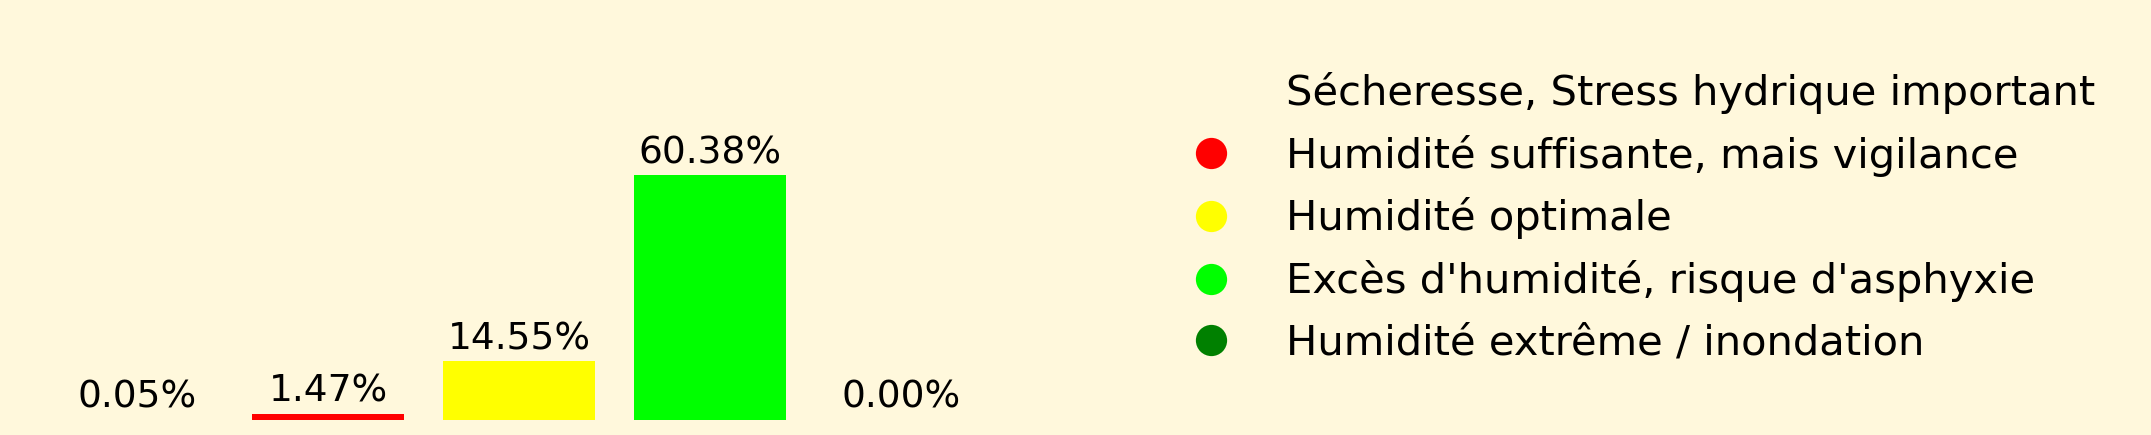 60.38%
14.55%
1.47%
0.05%
0.00%
Sécheresse, Stress hydrique important
Humidité suffisante, mais vigilance
Humidité optimale
Excès d'humidité, risque d'asphyxie
Humidité extrême / inondation